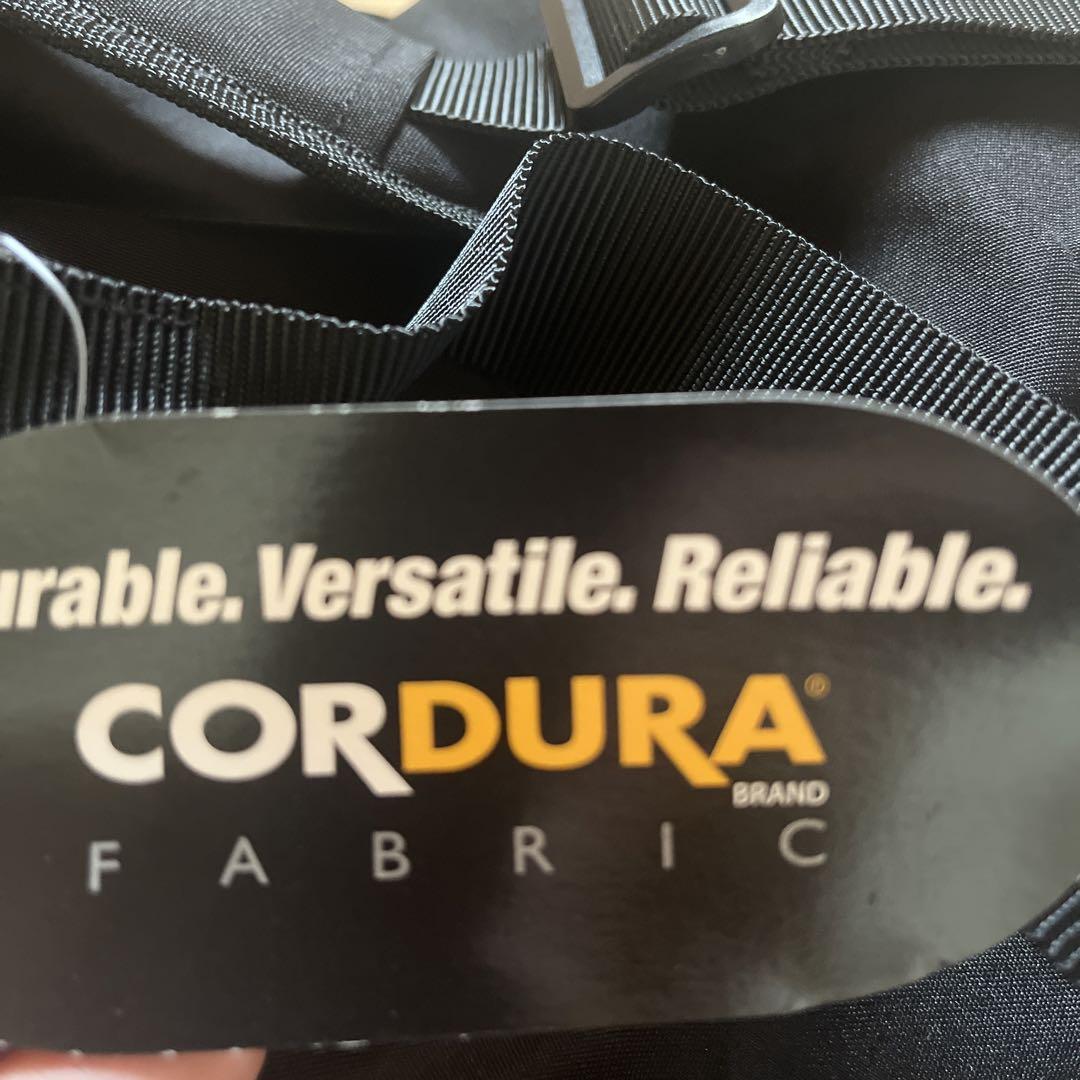 urable. Versatile. Reliable.
CORDURA®
BRAND
FABRIC